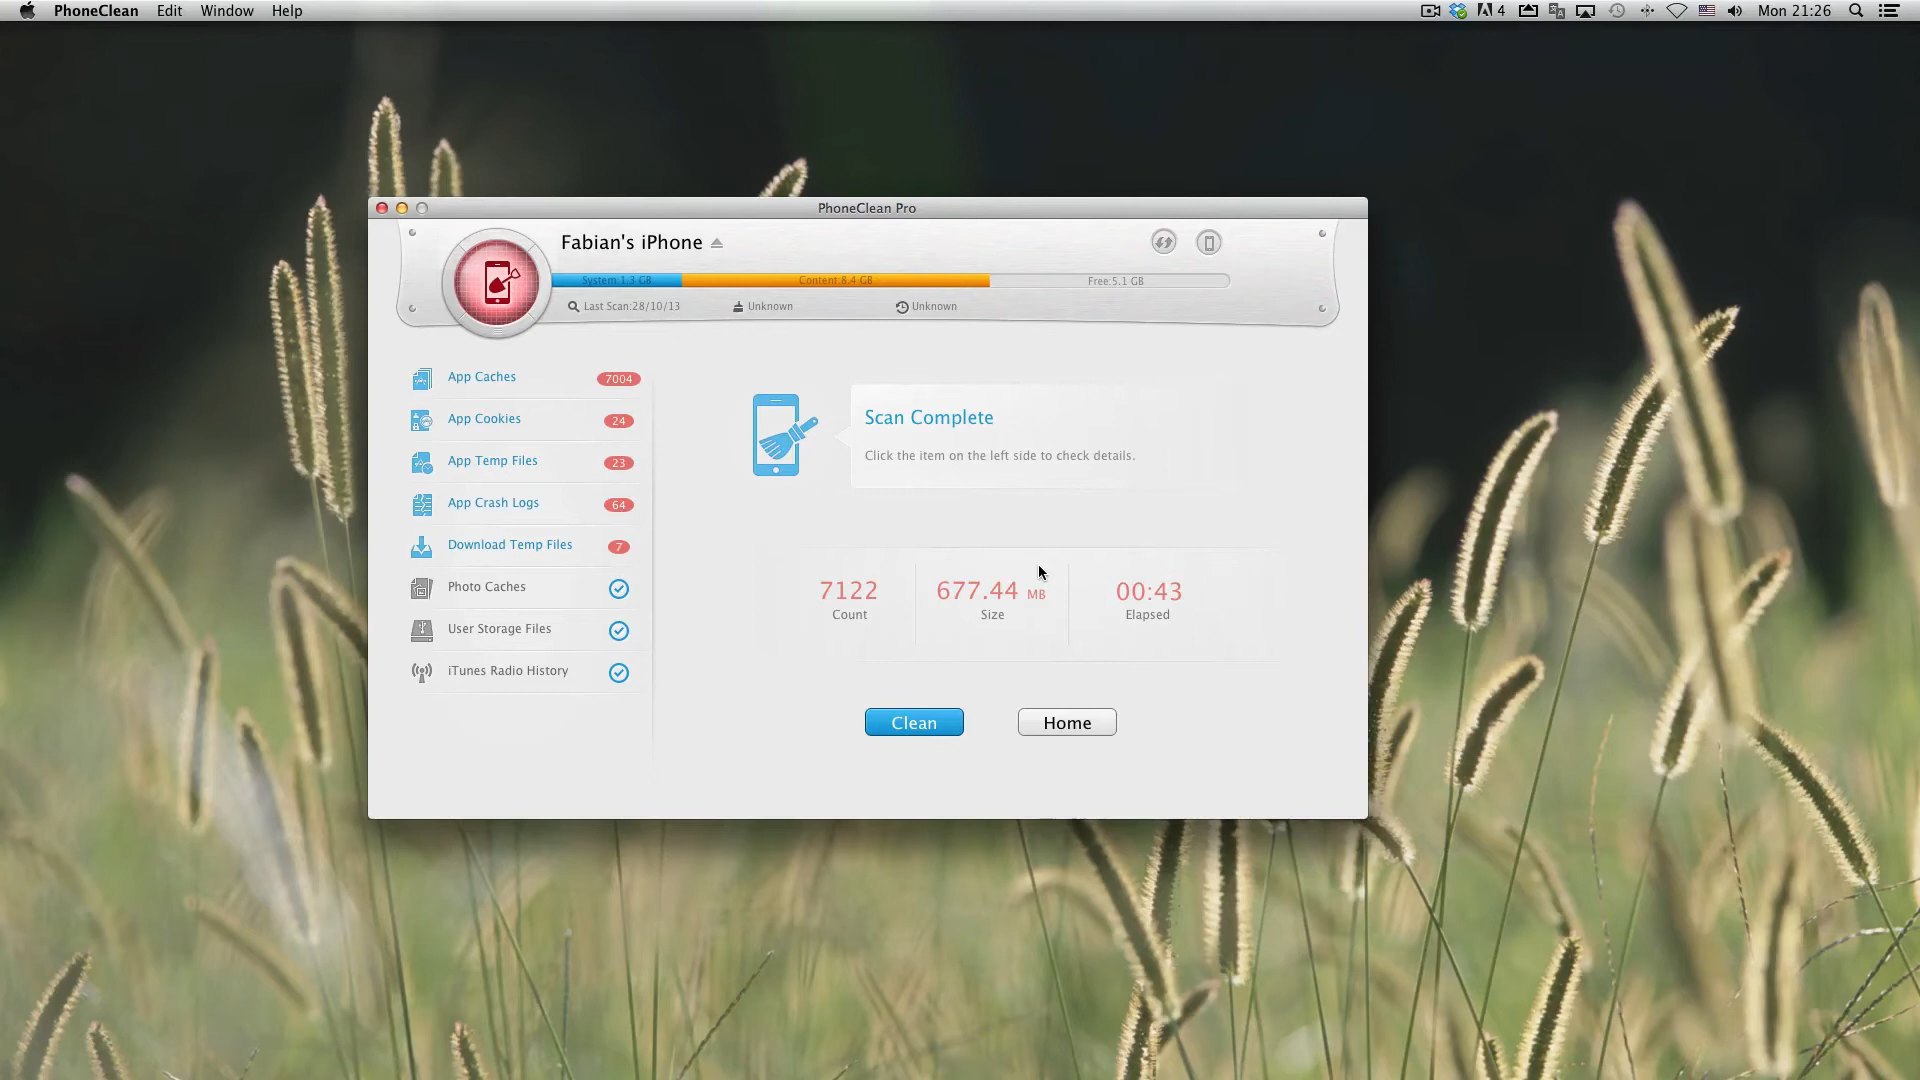 PhoneClean Edit Window Help
4 Mon 21:26
PhoneClean Pro
Fabian's iPhone
System:1.3 GB Content:8.4 GB Free:5.1 GB
Last Scan:28/10/13 Unknown Unknown
App Caches 7004
App Cookies 24
App Temp Files 23
App Crash Logs 64
Download Temp Files 7
Photo Caches
User Storage Files
iTunes Radio History
Scan Complete
Click the item on the left side to check details.
7122 677.44 MB 00:43
Count Size Elapsed
Clean Home